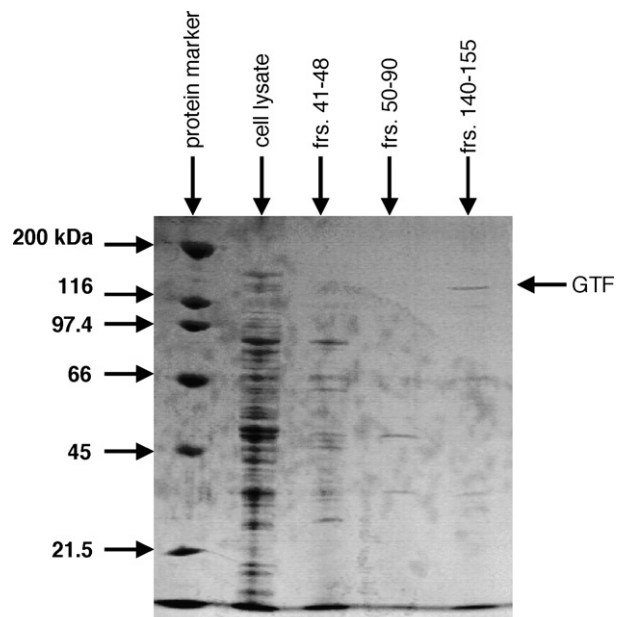 protein marker
cell lysate
frs. 41-48
frs. 50-90
frs. 140-155
200 kDa
116
97.4
66
45
21.5
GTF